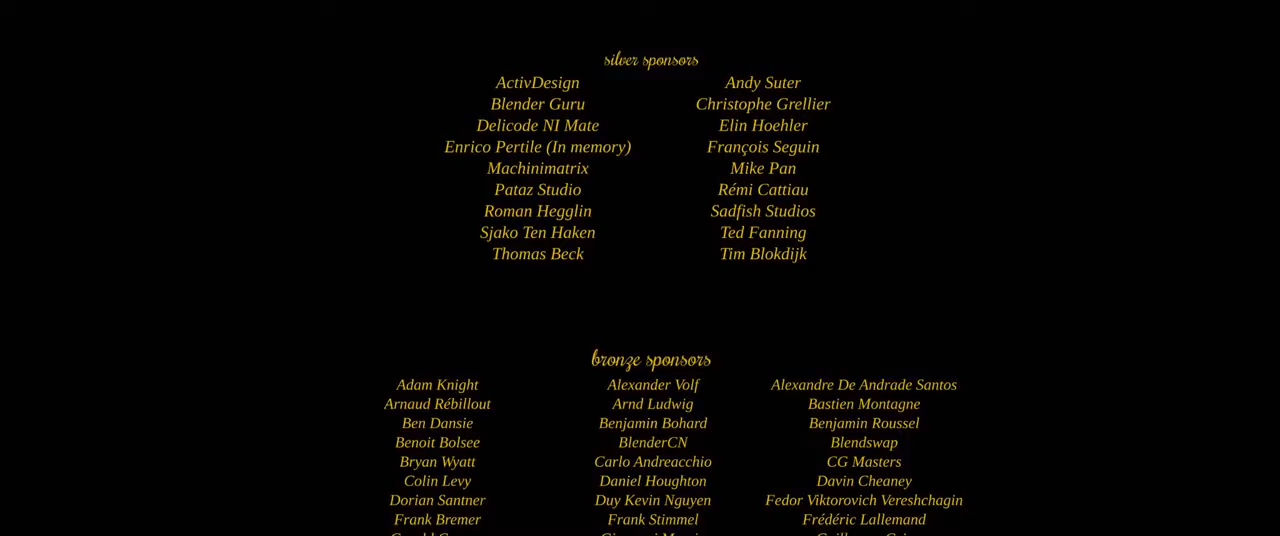 silver sponsors
ActivDesign Andy Suter
Blender Guru Christophe Grellier
Delicode NI Mate Elin Hoehler
Enrico Pertile (In memory) François Seguin
Machinimatrix Mike Pan
Pataz Studio Rémi Cattiau
Roman Hegglin Sadfish Studios
Sjako Ten Haken Ted Fanning
Thomas Beck Tim Blokdijk
bronze sponsors
Adam Knight Alexander Volf Alexandre De Andrade Santos
Arnaud Rébillout Arnd Ludwig Bastien Montagne
Ben Dansie Benjamin Bohard Benjamin Roussel
Benoit Bolsee BlenderCN Blendswap
Bryan Wyatt Carlo Andreacchio CG Masters
Colin Levy Daniel Houghton Davin Cheaney
Dorian Santner Duy Kevin Nguyen Fedor Viktorovich Vereshchagin
Frank Bremer Frank Stimmel Frédéric Lallemand